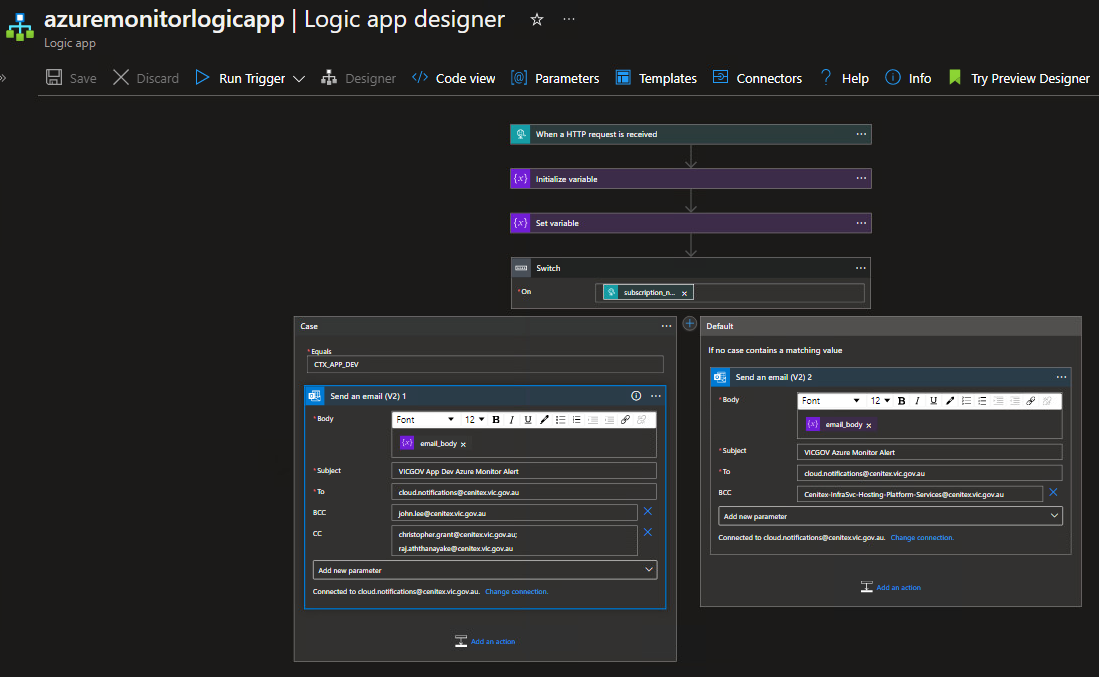 azuremonitorlogicapp | Logic app designer
Logic app
Save Discard Run Trigger Designer Code view Parameters Templates Connectors Help Info Try Preview Designer
When a HTTP request is received
Initialize variable
Set variable
Switch
* On subscription_n...
Case
* Equals
CTX_APP_DEV
Send an email (V2) 1
* Body Font 12 B I U
email_body
* Subject VICGOV App Dev Azure Monitor Alert
* To cloud.notifications@cenitex.vic.gov.au
BCC john.lee@cenitex.vic.gov.au
CC christopher.grant@cenitex.vic.gov.au;
raj.aththanayake@cenitex.vic.gov.au
Add new parameter
Connected to cloud.notifications@cenitex.vic.gov.au. Change connection.
Add an action
Default
If no case contains a matching value
Send an email (V2) 2
* Body Font 12 B I U
email_body
* Subject VICGOV Azure Monitor Alert
* To cloud.notifications@cenitex.vic.gov.au
BCC Cenitex-InfraSvc-Hosting-Platform-Services@cenitex.vic.gov.au
Add new parameter
Connected to cloud.notifications@cenitex.vic.gov.au. Change connection.
Add an action